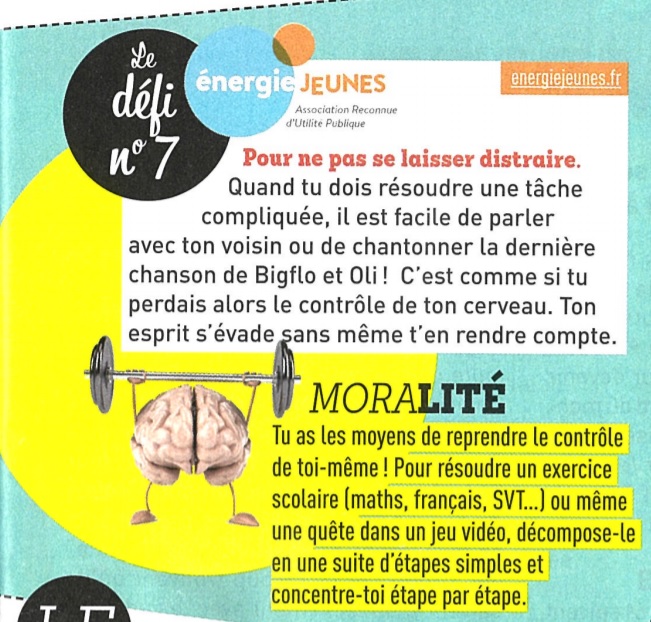 Le
défi
n° 7
énergie JEUNES
Association Reconnue
d'Utilité Publique
energiejeunes.fr
Pour ne pas se laisser distraire.
Quand tu dois résoudre une tâche
compliquée, il est facile de parler
avec ton voisin ou de chantonner la dernière
chanson de Bigflo et Oli ! C'est comme si tu
perdais alors le contrôle de ton cerveau. Ton
esprit s'évade sans même t'en rendre compte.
MORALITÉ
Tu as les moyens de reprendre le contrôle
de toi-même ! Pour résoudre un exercice
scolaire (maths, français, SVT...) ou même
une quête dans un jeu vidéo, décompose-le
en une suite d'étapes simples et
concentre-toi étape par étape.
LE